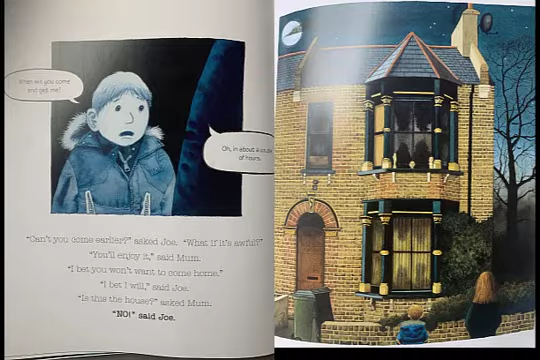 When will you come
and get me?
Oh, in about a couple
of hours.
"Can't you come earlier?" asked Joe. "What if it's awful?"
"You'll enjoy it," said Mum.
"I bet you won't want to come home."
"I bet I will," said Joe.
"Is this the house?" asked Mum.
"NO!" said Joe.